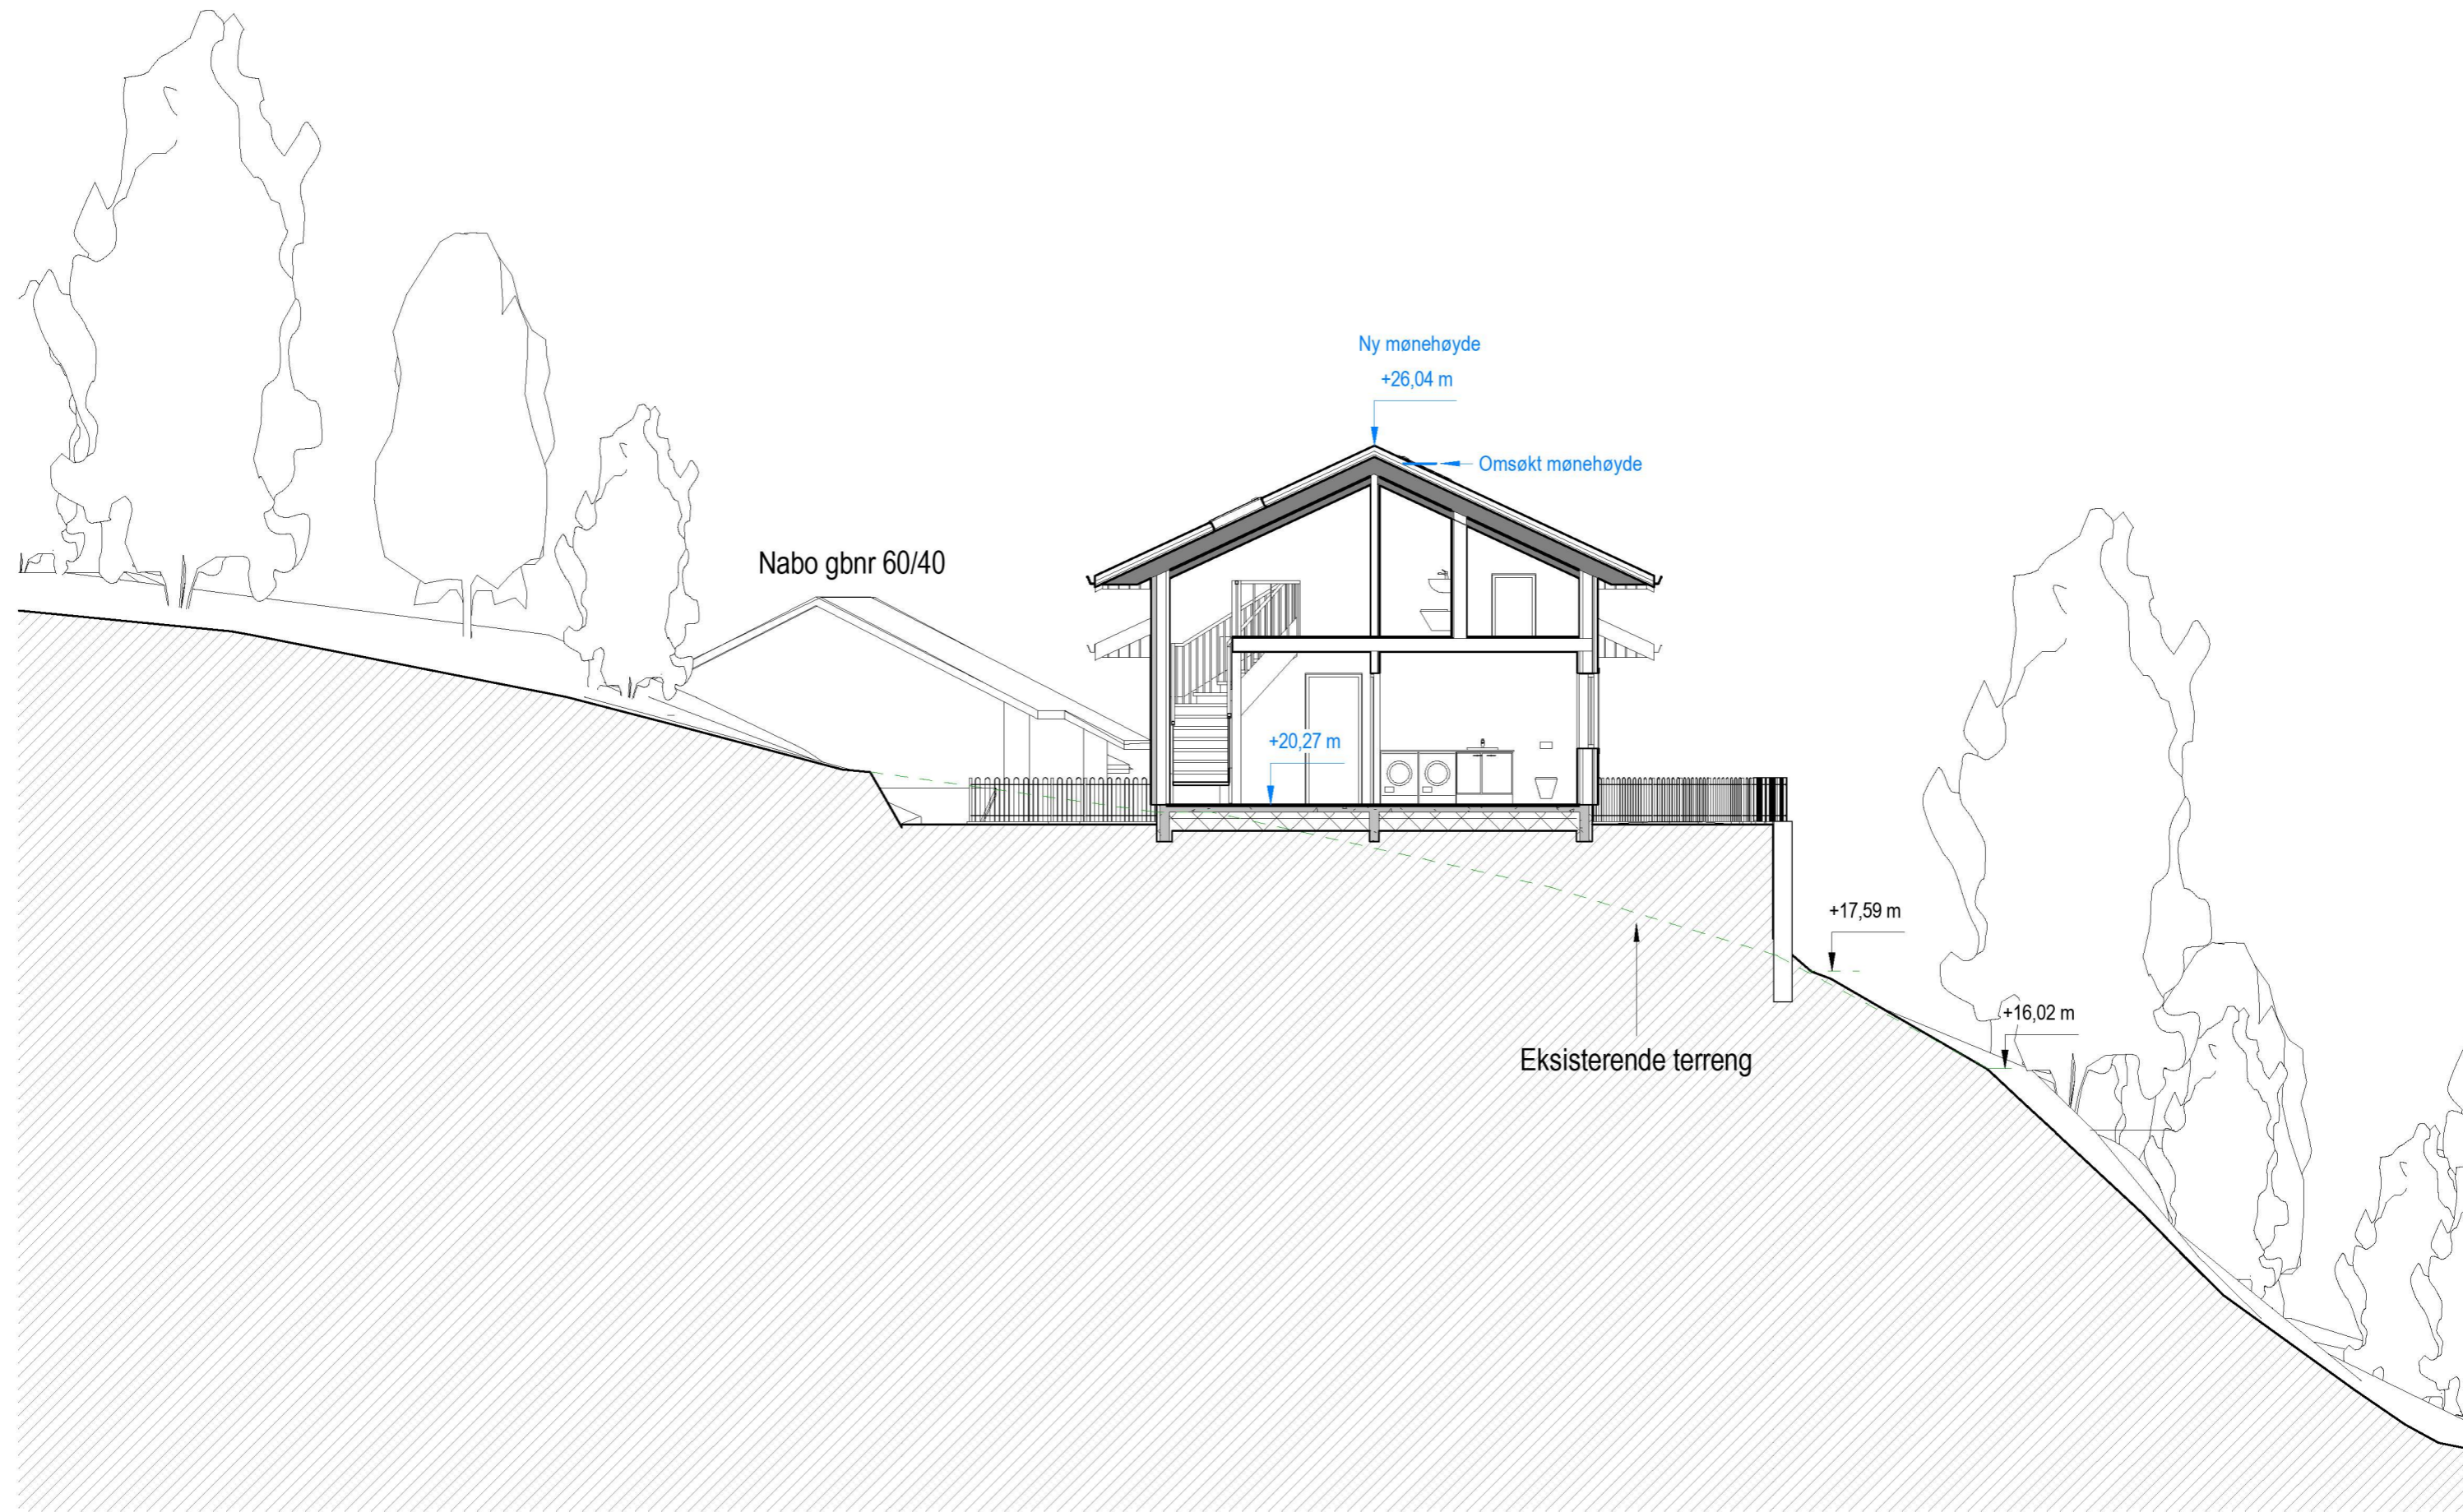 Ny mønehøyde
+26,04 m
Omsøkt mønehøyde
Nabo gbnr 60/40
+20,27 m
+17,59 m
+16,02 m
Eksisterende terreng